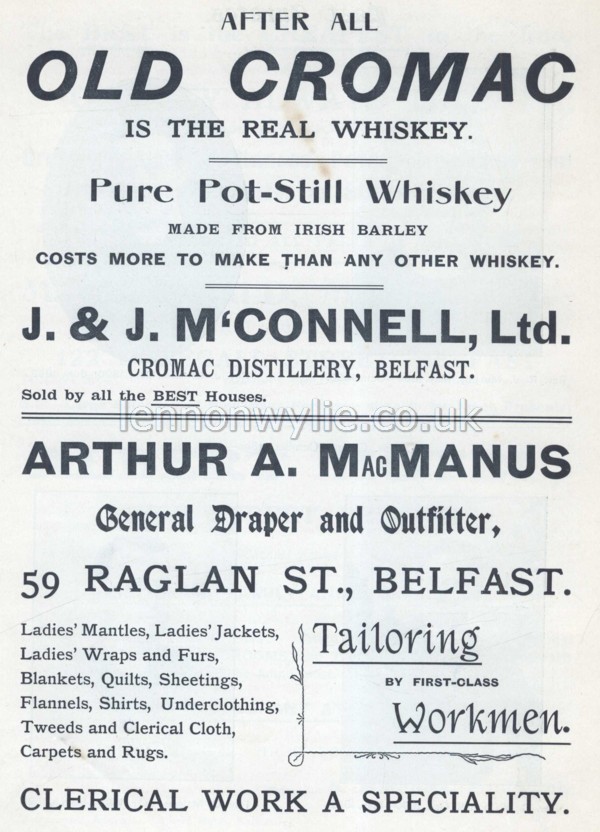 AFTER ALL
OLD CROMAC
IS THE REAL WHISKEY.
Pure Pot-Still Whiskey
MADE FROM IRISH BARLEY
COSTS MORE TO MAKE THAN ANY OTHER WHISKEY.
J. & J. M‘CONNELL, Ltd.
CROMAC DISTILLERY, BELFAST.
Sold by all the BEST Houses.
lennonwylie.co.uk
ARTHUR A. MacMANUS
General Draper and Outfitter,
59 RAGLAN ST., BELFAST.
Ladies' Mantles, Ladies' Jackets,
Ladies' Wraps and Furs,
Blankets, Quilts, Sheetings,
Flannels, Shirts, Underclothing,
Tweeds and Clerical Cloth,
Carpets and Rugs.
Tailoring
BY FIRST-CLASS
Workmen.
CLERICAL WORK A SPECIALITY.